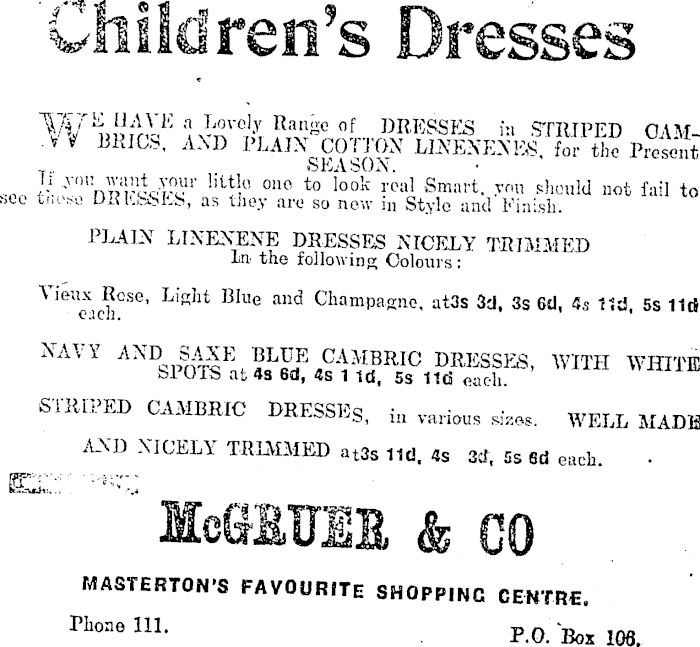 Children's Dresses
WE HAVE a Lovely Range of DRESSES in STRIPED CAM-
BRICS, AND PLAIN COTTON LINENENES, for the Present
SEASON.
If you want your little one to look real Smart, you should not fail to
see these DRESSES, as they are so new in Style and Finish.
PLAIN LINENENE DRESSES NICELY TRIMMED
In the following Colours:
Vieux Rose, Light Blue and Champagne, at 3s 3d, 3s 6d, 4s 11d, 5s 11d
each.
NAVY AND SAXE BLUE CAMBRIC DRESSES, WITH WHITE
SPOTS at 4s 6d, 4s 11d, 5s 11d each.
STRIPED CAMBRIC DRESSES, in various sizes. WELL MADE
AND NICELY TRIMMED at 3s 11d, 4s 3d, 5s 6d each.
McGRUER & CO
MASTERTON'S FAVOURITE SHOPPING CENTRE.
Phone 111.
P.O. Box 106.